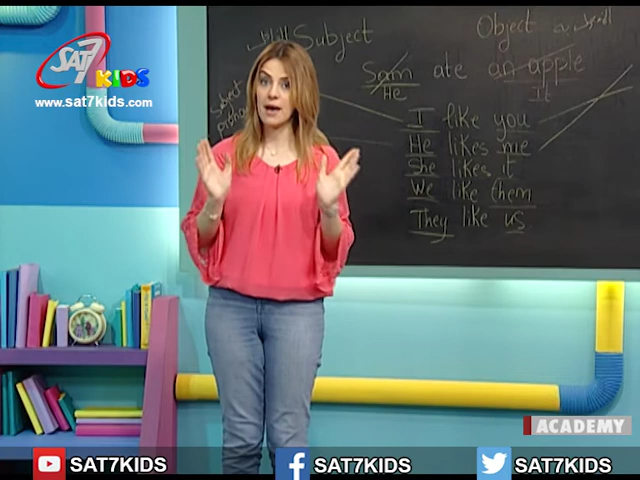 SAT7 KIDS
www.sat7kids.com
Subject Object
Sam ate an apple
He It
Subject
I like you
He likes me
She likes it
We like them
They like us
ACADEMY
SAT7KIDS SAT7KIDS SAT7KIDS